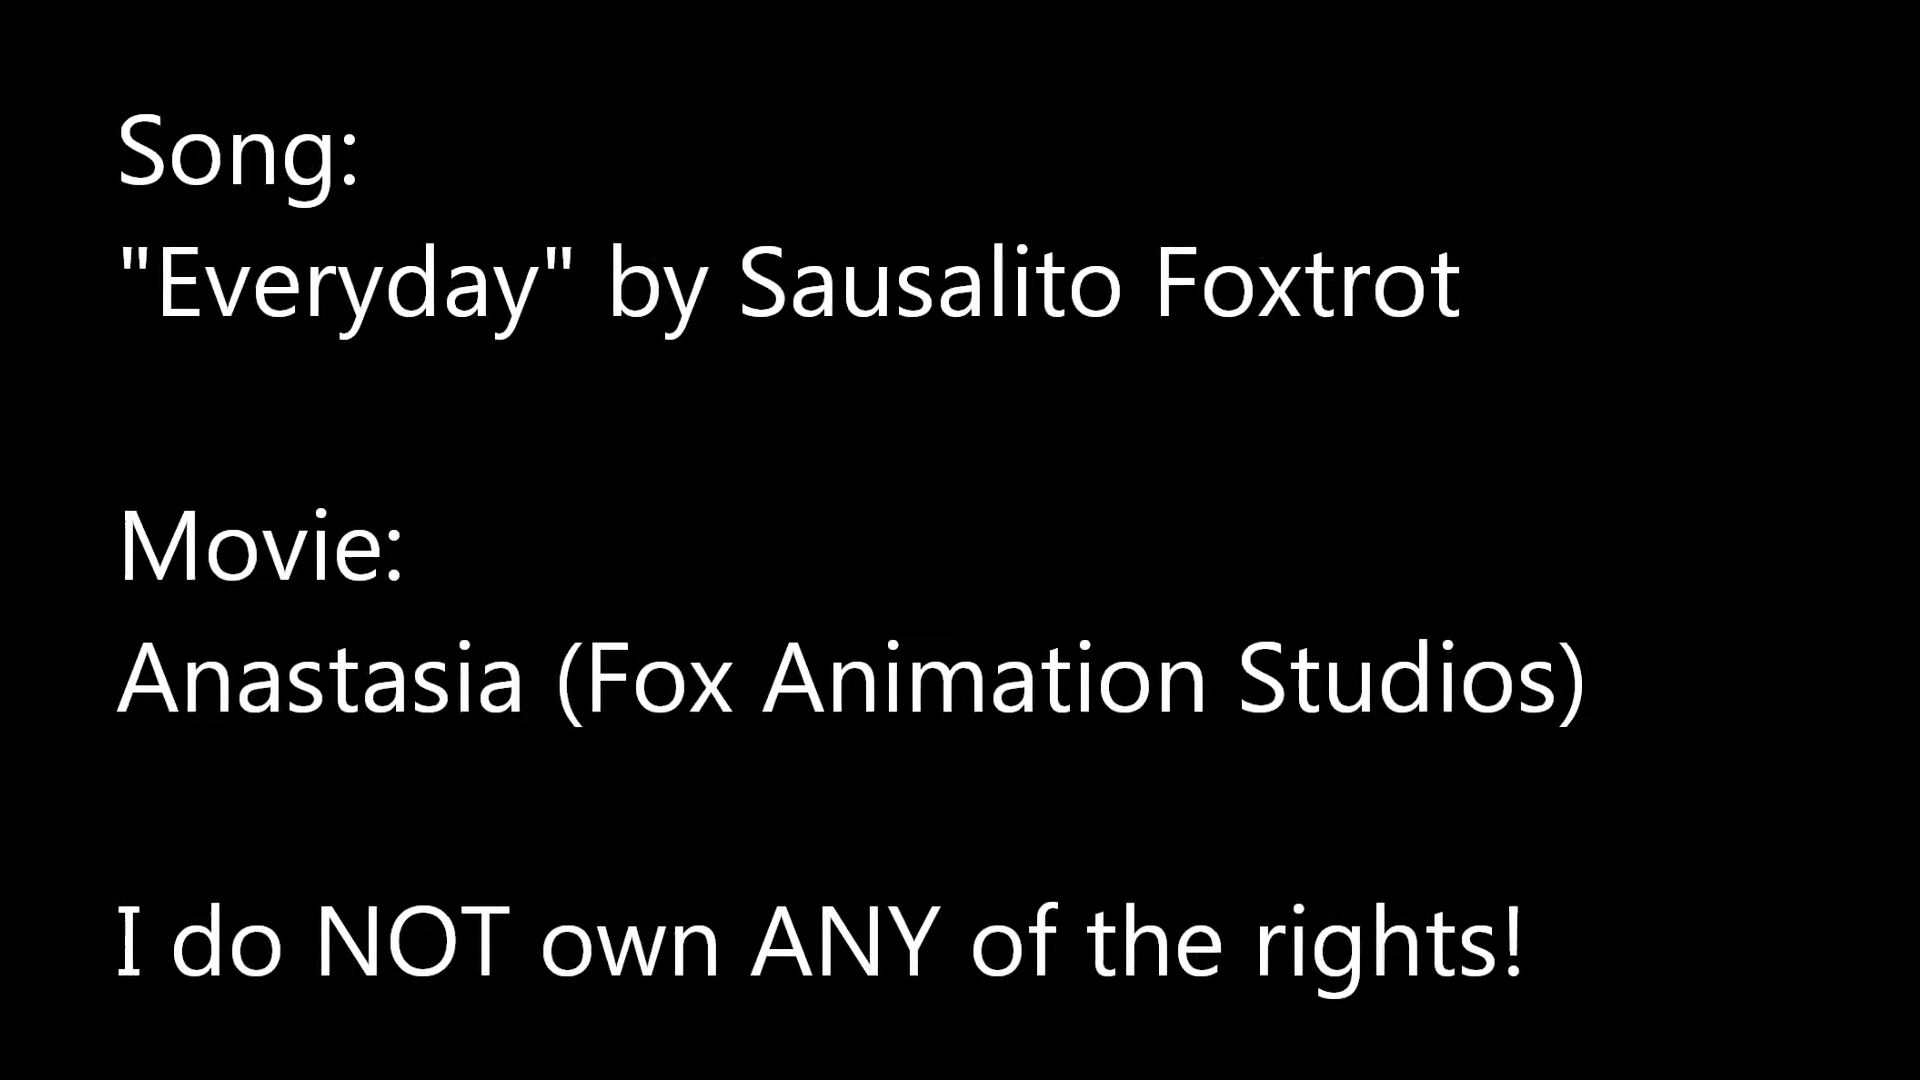 Song:
"Everyday" by Sausalito Foxtrot
Movie:
Anastasia (Fox Animation Studios)
I do NOT own ANY of the rights!